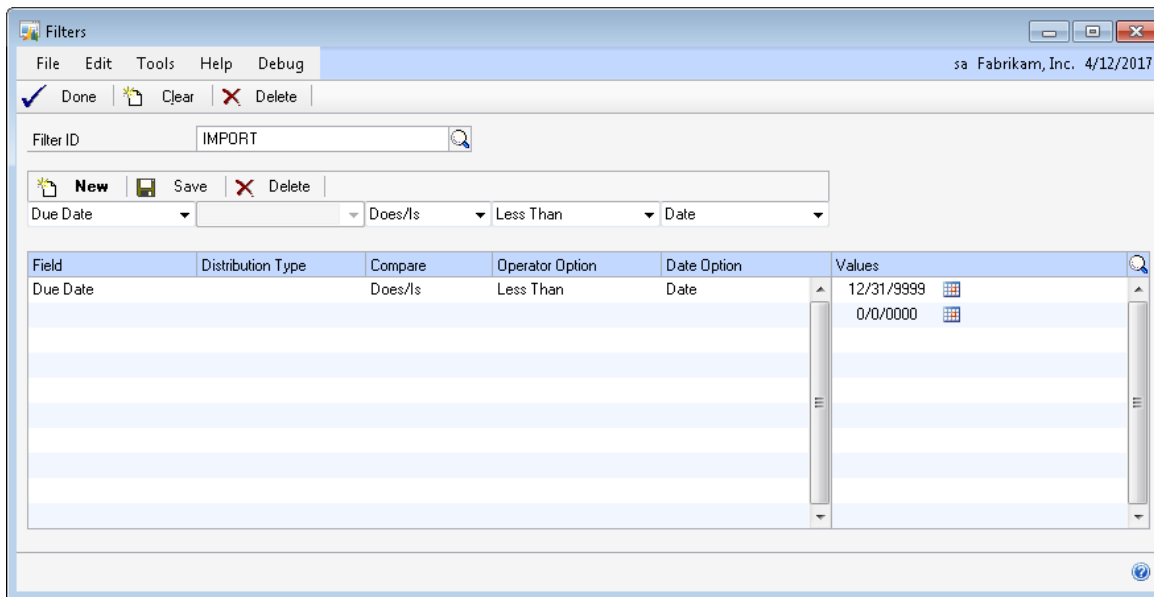 Filters
File Edit Tools Help Debug sa Fabrikam, Inc. 4/12/2017
Done Clear Delete
Filter ID IMPORT
New Save Delete
Due Date Does/Is Less Than Date
Field Distribution Type Compare Operator Option Date Option Values
Due Date Does/Is Less Than Date 12/31/9999
0/0/0000